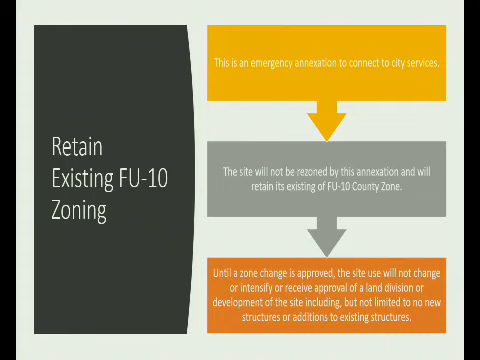 Retain
Existing FU-10
Zoning
This is an emergency annexation to connect to city services.
The site will not be rezoned by this annexation and will
retain its existing of FU-10 County Zone.
Until a zone change is approved, the site use will not change
or intensify or receive approval of a land division or
development of the site including, but not limited to no new
structures or additions to existing structures.